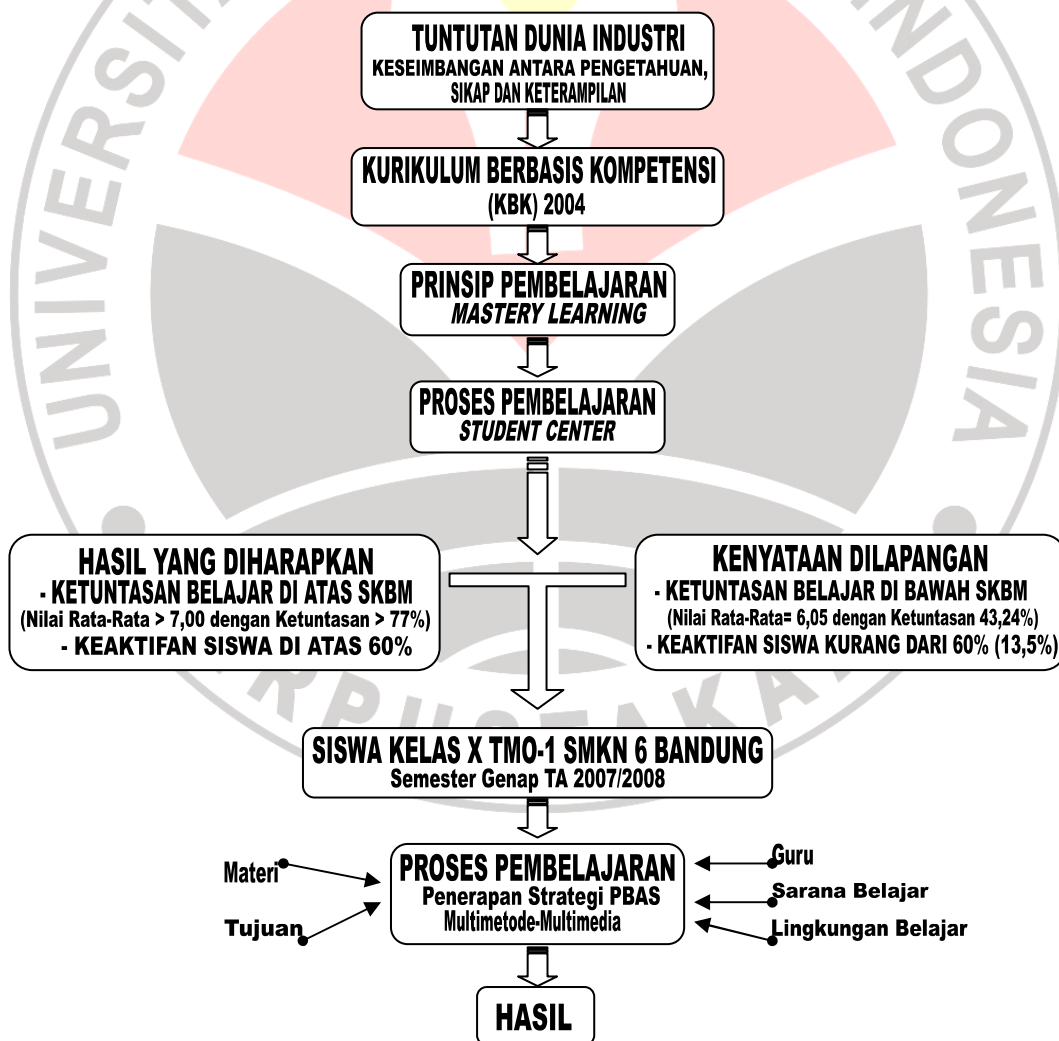 TUNTUTAN DUNIA INDUSTRI
KESEIMBANGAN ANTARA PENGETAHUAN,
SIKAP DAN KETERAMPILAN
KURIKULUM BERBASIS KOMPETENSI
(KBK) 2004
PRINSIP PEMBELAJARAN
MASTERY LEARNING
PROSES PEMBELAJARAN
STUDENT CENTER
HASIL YANG DIHARAPKAN
- KETUNTASAN BELAJAR DI ATAS SKBM
(Nilai Rata-Rata > 7,00 dengan Ketuntasan > 77%)
- KEAKTIFAN SISWA DI ATAS 60%
KENYATAAN DILAPANGAN
- KETUNTASAN BELAJAR DI BAWAH SKBM
(Nilai Rata-Rata= 6,05 dengan Ketuntasan 43,24%)
- KEAKTIFAN SISWA KURANG DARI 60% (13,5%)
SISWA KELAS X TMO-1 SMKN 6 BANDUNG
Semester Genap TA 2007/2008
Materi
Tujuan
PROSES PEMBELAJARAN
Penerapan Strategi PBAS
Multimetode-Multimedia
Guru
Sarana Belajar
Lingkungan Belajar
HASIL